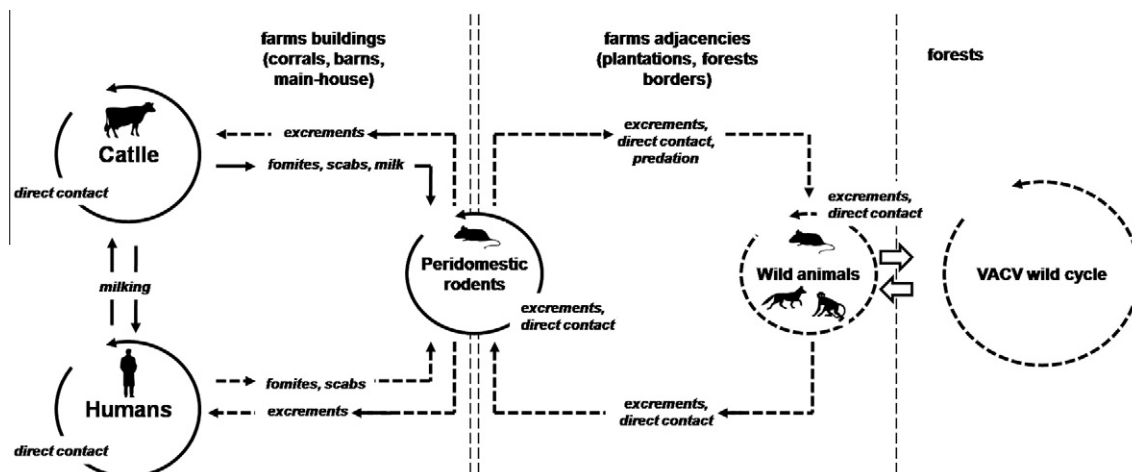 farms buildings
(corrals, barns,
main-house)
farms adjacencies
(plantations, forests
borders)
forests
Catlle
direct contact
excrements
fomites, scabs, milk
milking
Humans
direct contact
fomites, scabs
excrements
Peridomestic
rodents
excrements,
direct contact
excrements,
direct contact,
predation
excrements,
direct contact
Wild animals
excrements,
direct contact
VACV wild cycle